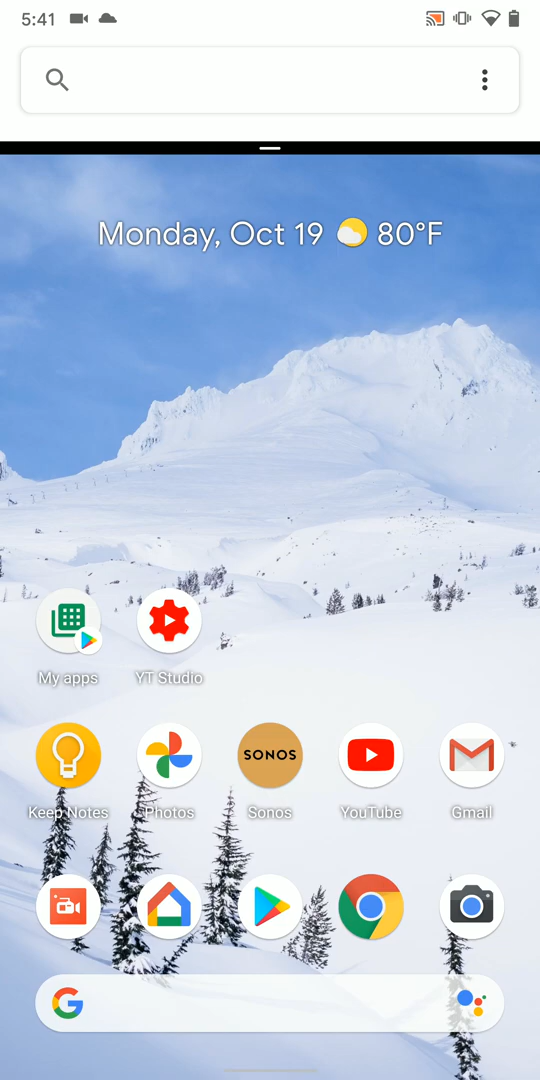 5:41
Monday, Oct 19 80°F
My apps
YT Studio
SONOS
Keep Notes
Photos
Sonos
YouTube
Gmail